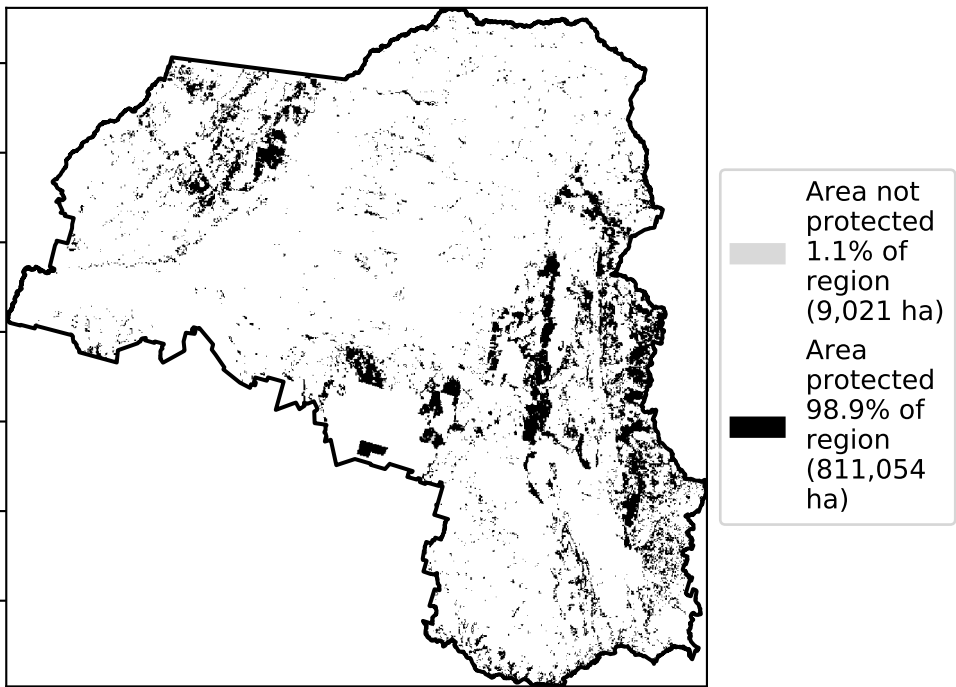 Area not
protected
1.1% of
region
(9,021 ha)
Area
protected
98.9% of
region
(811,054
ha)